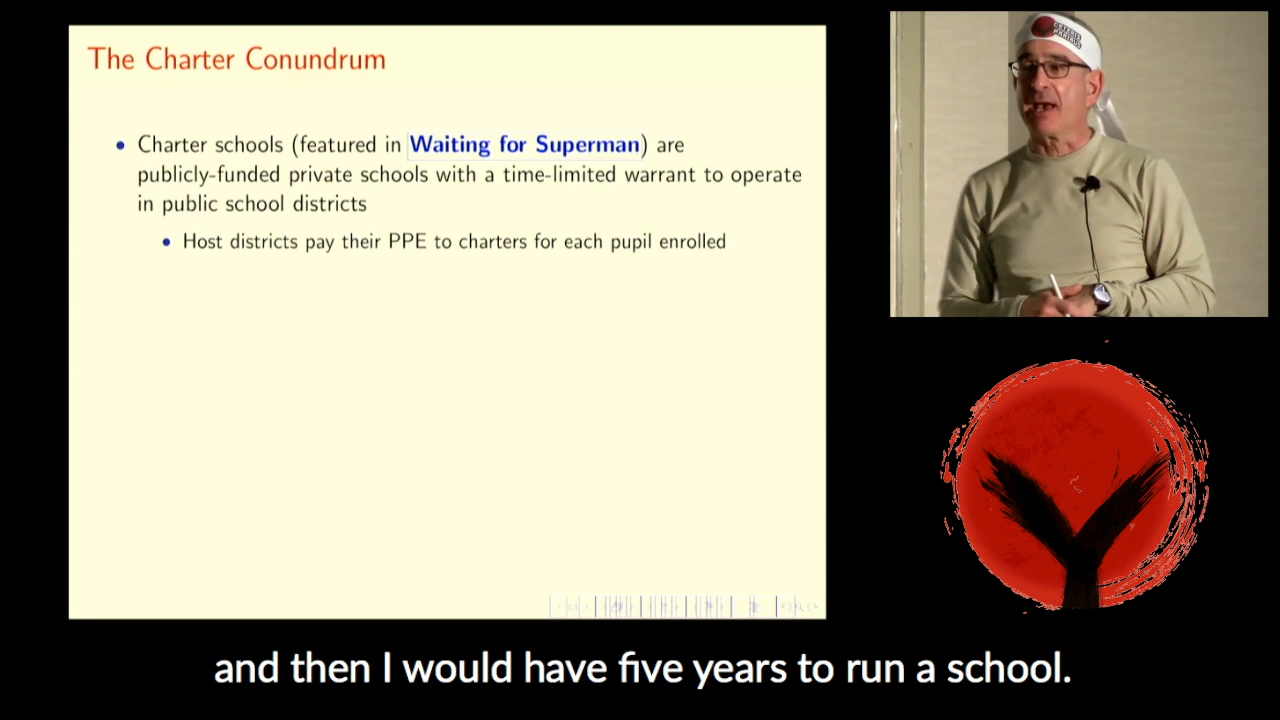 The Charter Conundrum
• Charter schools (featured in Waiting for Superman) are
publicly-funded private schools with a time-limited warrant to operate
in public school districts
• Host districts pay their PPE to charters for each pupil enrolled
CETERIS
PARIBUS
and then I would have five years to run a school.